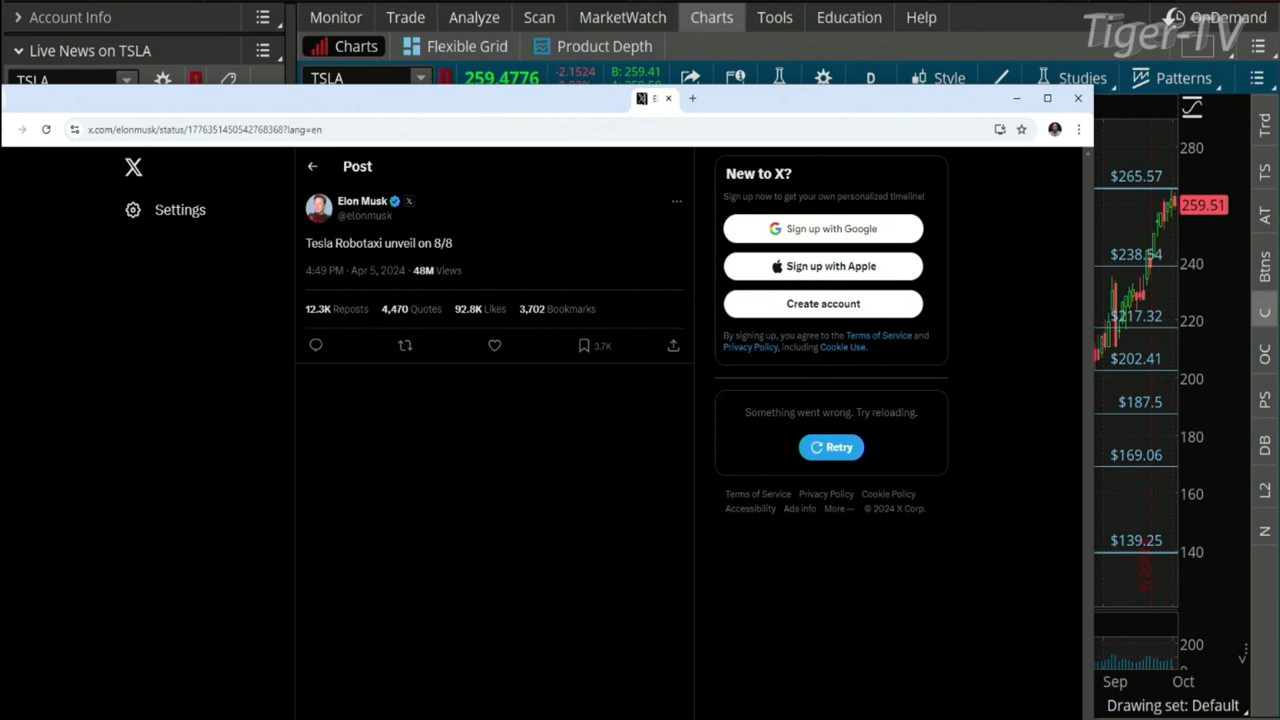 Account Info
Monitor Trade Analyze Scan MarketWatch Charts Tools Education Help
OnDemand
Tiger-TV
Live News on TSLA
Charts Flexible Grid Product Depth
TSLA
TSLA 259.4776 -2.1524 B: 259.41 D Style Studies Patterns
x.com/elonmusk/status/1776351450542768368?lang=en
X
Settings
Post
Elon Musk X
@elonmusk
Tesla Robotaxi unveil on 8/8
4:49 PM · Apr 5, 2024 · 48M Views
12.3K Reposts 4,470 Quotes 92.8K Likes 3,702 Bookmarks
3.7K
New to X?
Sign up now to get your own personalized timeline!
Sign up with Google
Sign up with Apple
Create account
By signing up, you agree to the Terms of Service and
Privacy Policy, including Cookie Use.
Something went wrong. Try reloading.
Retry
Terms of Service Privacy Policy Cookie Policy
Accessibility Ads info More ··· © 2024 X Corp.
$265.57
$238.54
$217.32
$202.41
$187.5
$169.06
$139.25
280
259.51
240
220
200
180
160
140
200
Sep Oct
Drawing set: Default
Trd
TS
AT
Btns
C
OC
PS
DB
L2
N